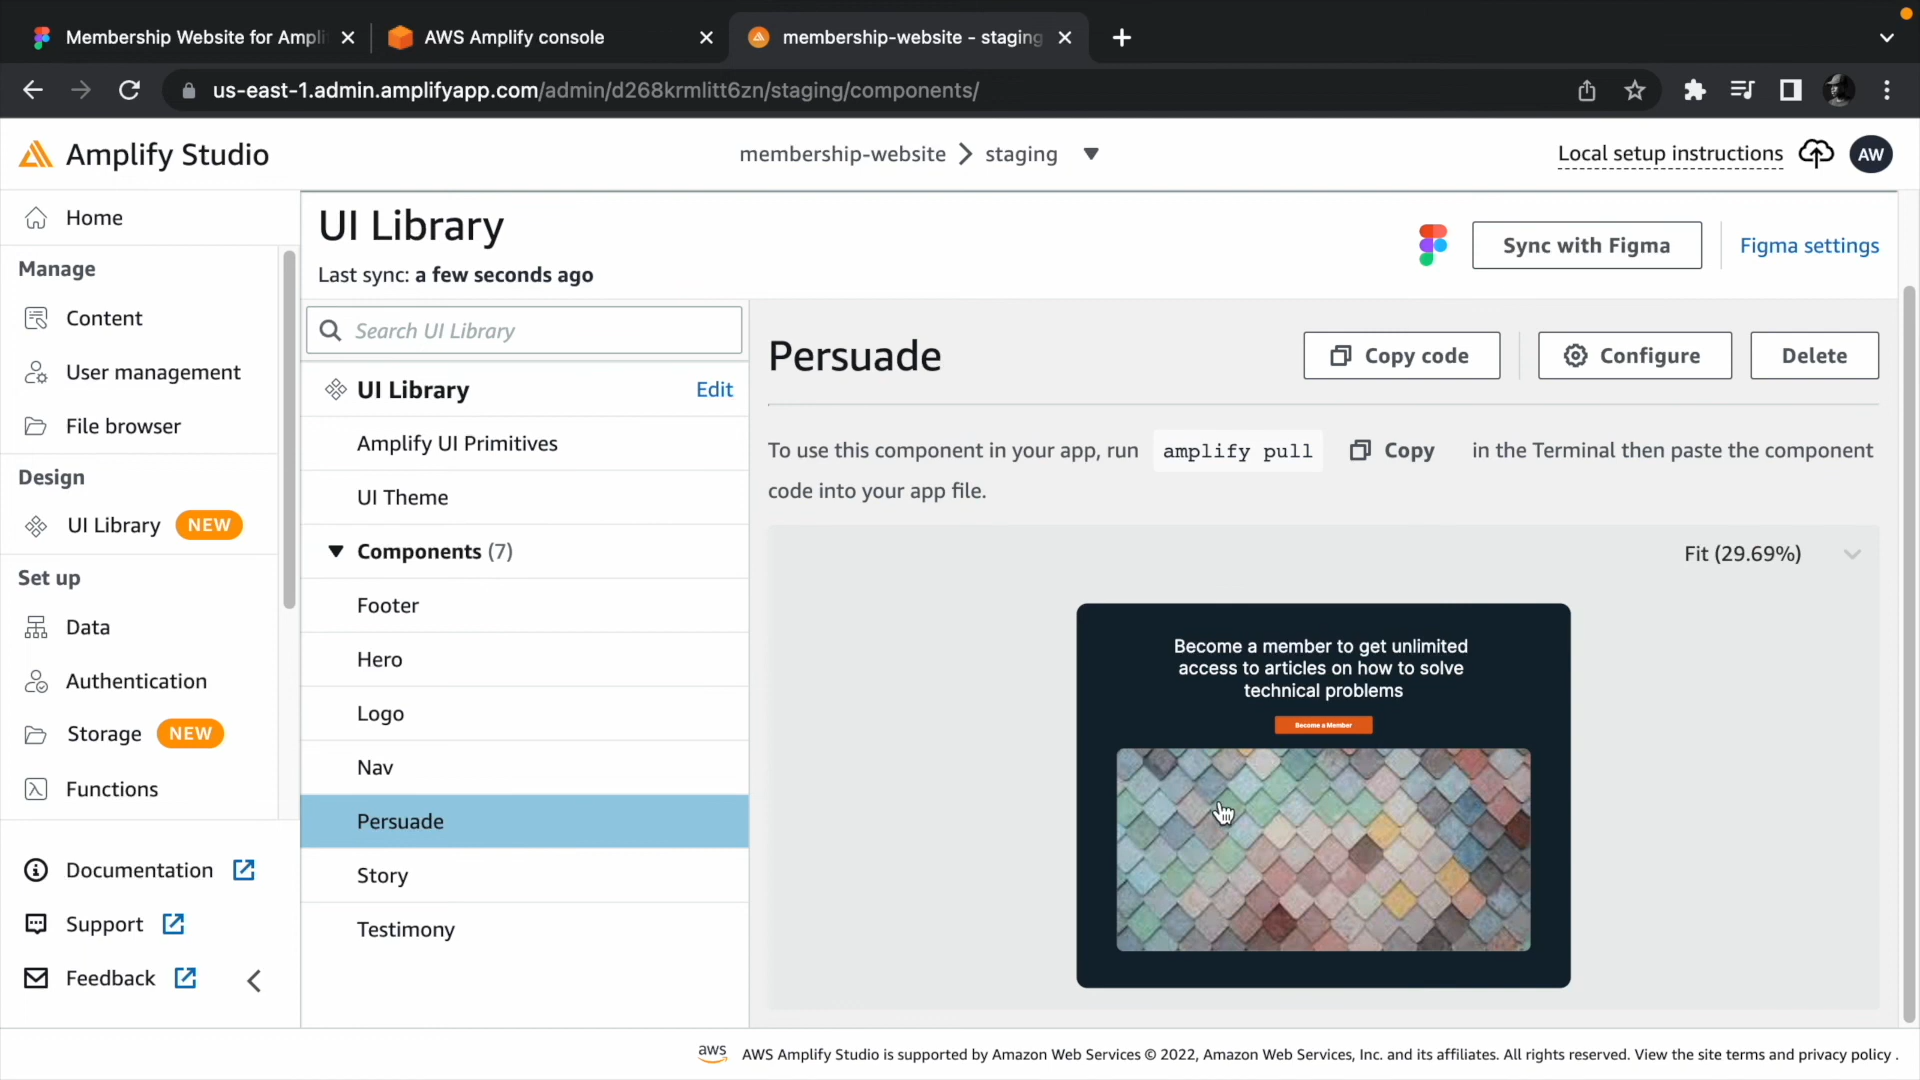 Membership Website for Ampli
AWS Amplify console
membership-website - staging
us-east-1.admin.amplifyapp.com/admin/d268krmlitt6zn/staging/components/
Amplify Studio
membership-website
staging
Local setup instructions
AW
Home
Manage
Content
User management
File browser
Design
UI Library NEW
Set up
Data
Authentication
Storage NEW
Functions
Documentation
Support
Feedback
UI Library
Last sync: a few seconds ago
Sync with Figma
Figma settings
Search UI Library
UI Library Edit
Amplify UI Primitives
UI Theme
Components (7)
Footer
Hero
Logo
Nav
Persuade
Story
Testimony
Persuade
Copy code
Configure
Delete
To use this component in your app, run amplify pull Copy in the Terminal then paste the component
code into your app file.
Fit (29.69%)
Become a member to get unlimited
access to articles on how to solve
technical problems
Become a Member
aws AWS Amplify Studio is supported by Amazon Web Services © 2022, Amazon Web Services, Inc. and its affiliates. All rights reserved. View the site terms and privacy policy .